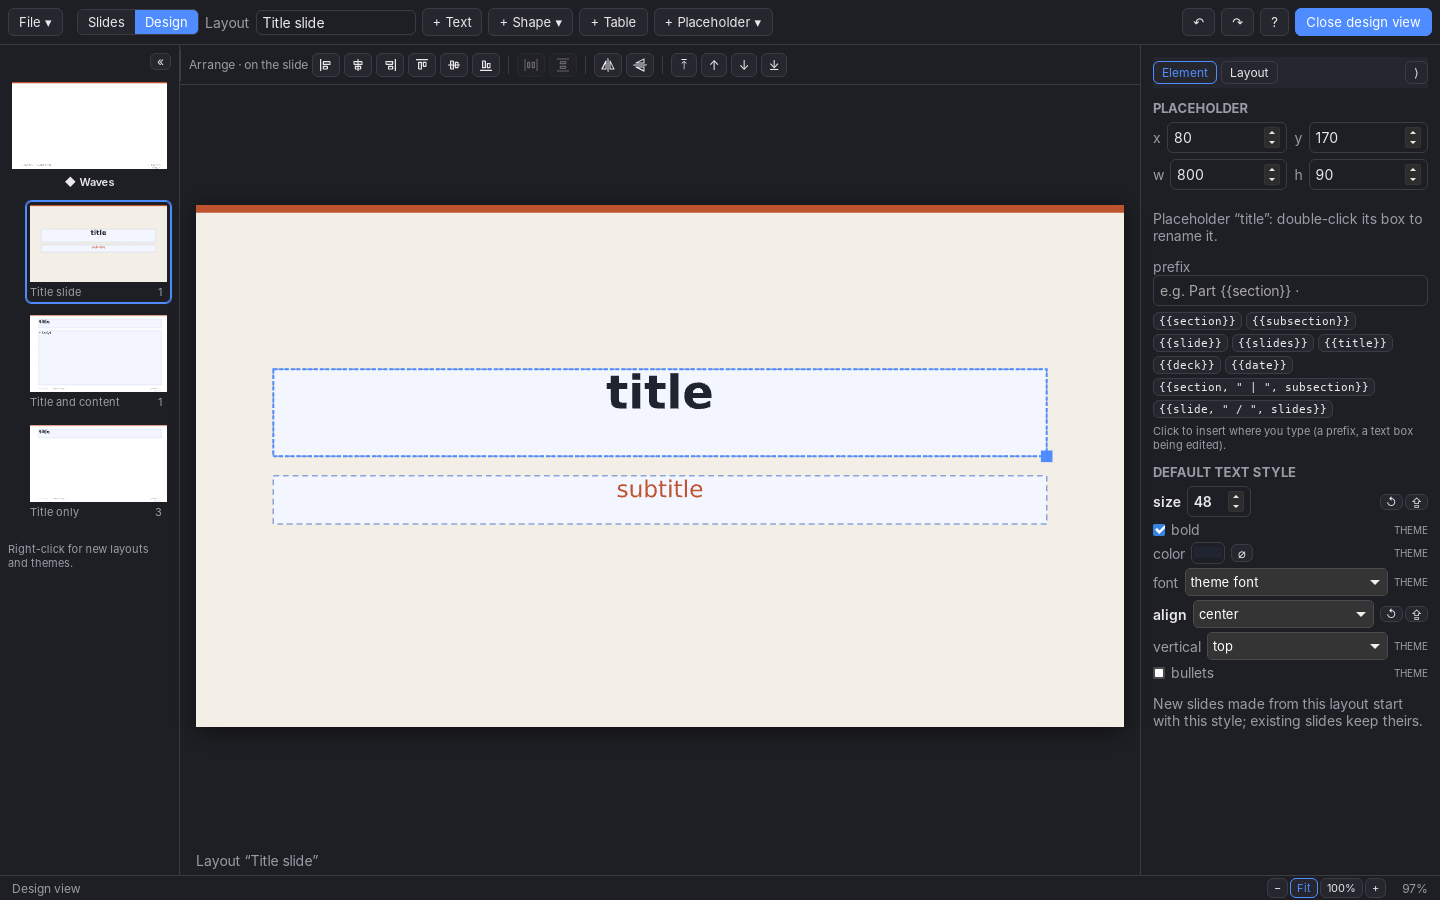 File ▾
Slides
Design
Layout
Title slide
+ Text
+ Shape ▾
+ Table
+ Placeholder ▾
↶
↷
?
Close design view
«
Arrange · on the slide
◆ Waves
title
subtitle
Title slide
1
title
Title and content
1
title
Title only
3
Right-click for new layouts
and themes.
title
subtitle
Layout “Title slide”
Element
Layout
⟩
PLACEHOLDER
x 80
y 170
w 800
h 90
Placeholder “title”: double-click its box to
rename it.
prefix
e.g. Part {{section}} ·
{{section}} {{subsection}}
{{slide}} {{slides}} {{title}}
{{deck}} {{date}}
{{section, " | ", subsection}}
{{slide, " / ", slides}}
Click to insert where you type (a prefix, a text box
being edited).
DEFAULT TEXT STYLE
size 48
bold THEME
color ⌀ THEME
font theme font THEME
align center
vertical top THEME
bullets THEME
New slides made from this layout start
with this style; existing slides keep theirs.
Design view
− Fit 100% + 97%